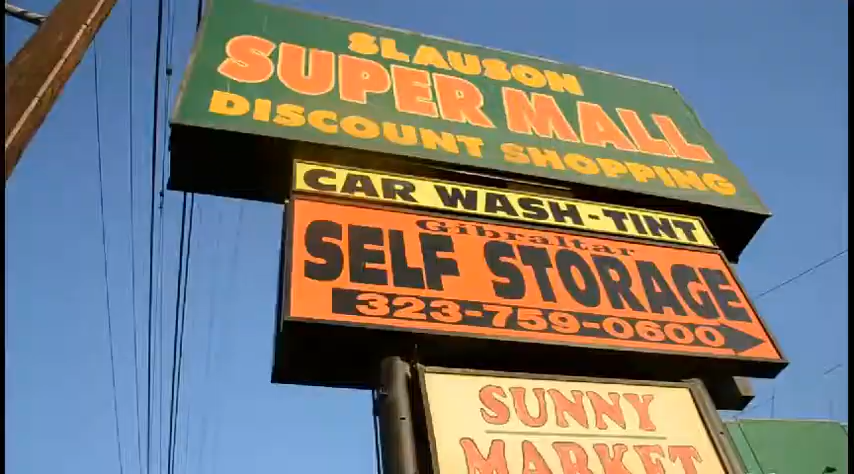 SLAUSON
SUPER MALL
DISCOUNT SHOPPING
CAR WASH-TINT
Gibraltar
SELF STORAGE
323-759-0600
SUNNY
MARKET